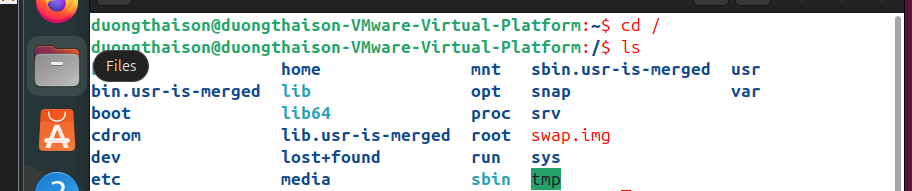 duongthaison@duongthaison-VMware-Virtual-Platform:~$ cd /
duongthaison@duongthaison-VMware-Virtual-Platform:/$ ls
Files
home mnt sbin.usr-is-merged usr
bin.usr-is-merged lib opt snap var
boot lib64 proc srv
cdrom lib.usr-is-merged root swap.img
dev lost+found run sys
etc media sbin tmp